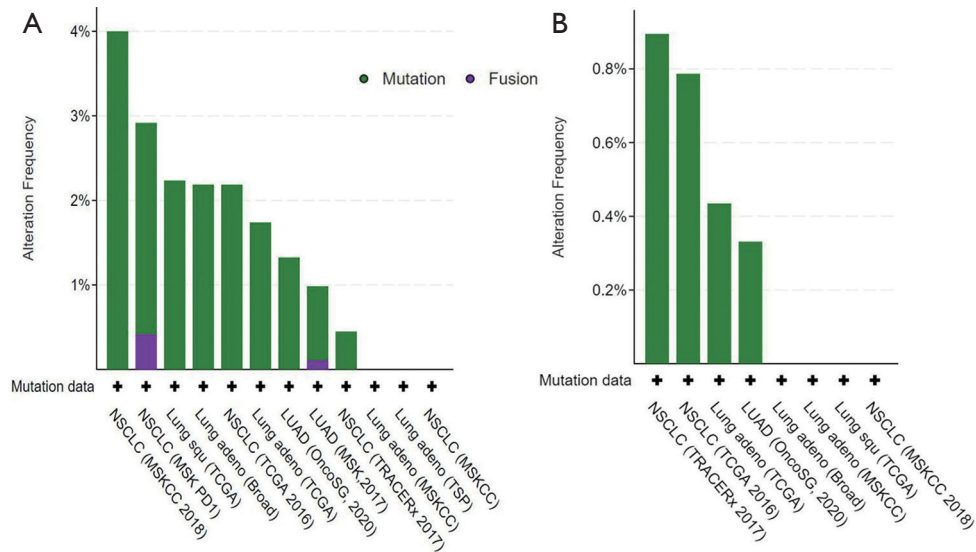 A
4%
3%
2%
1%
Alteration Frequency
Mutation
Fusion
Mutation data
NSCLC (MSKCC 2018)
NSCLC (MSK PD1)
Lung squ (TCGA)
Lung adeno (Broad)
NSCLC (TCGA 2016)
Lung adeno (TCGA)
LUAD (OncoSG, 2020)
LUAD (MSK,2017)
NSCLC (TRACERx 2017)
Lung adeno (MSKCC)
Lung adeno (TSP)
NSCLC (MSKCC)
B
0.8%
0.6%
0.4%
0.2%
Alteration Frequency
Mutation data
NSCLC (TRACERx 2017)
NSCLC (TCGA 2016)
Lung adeno (TCGA)
LUAD (OncoSG, 2020)
Lung adeno (Broad)
Lung adeno (MSKCC)
Lung squ (TCGA)
NSCLC (MSKCC 2018)